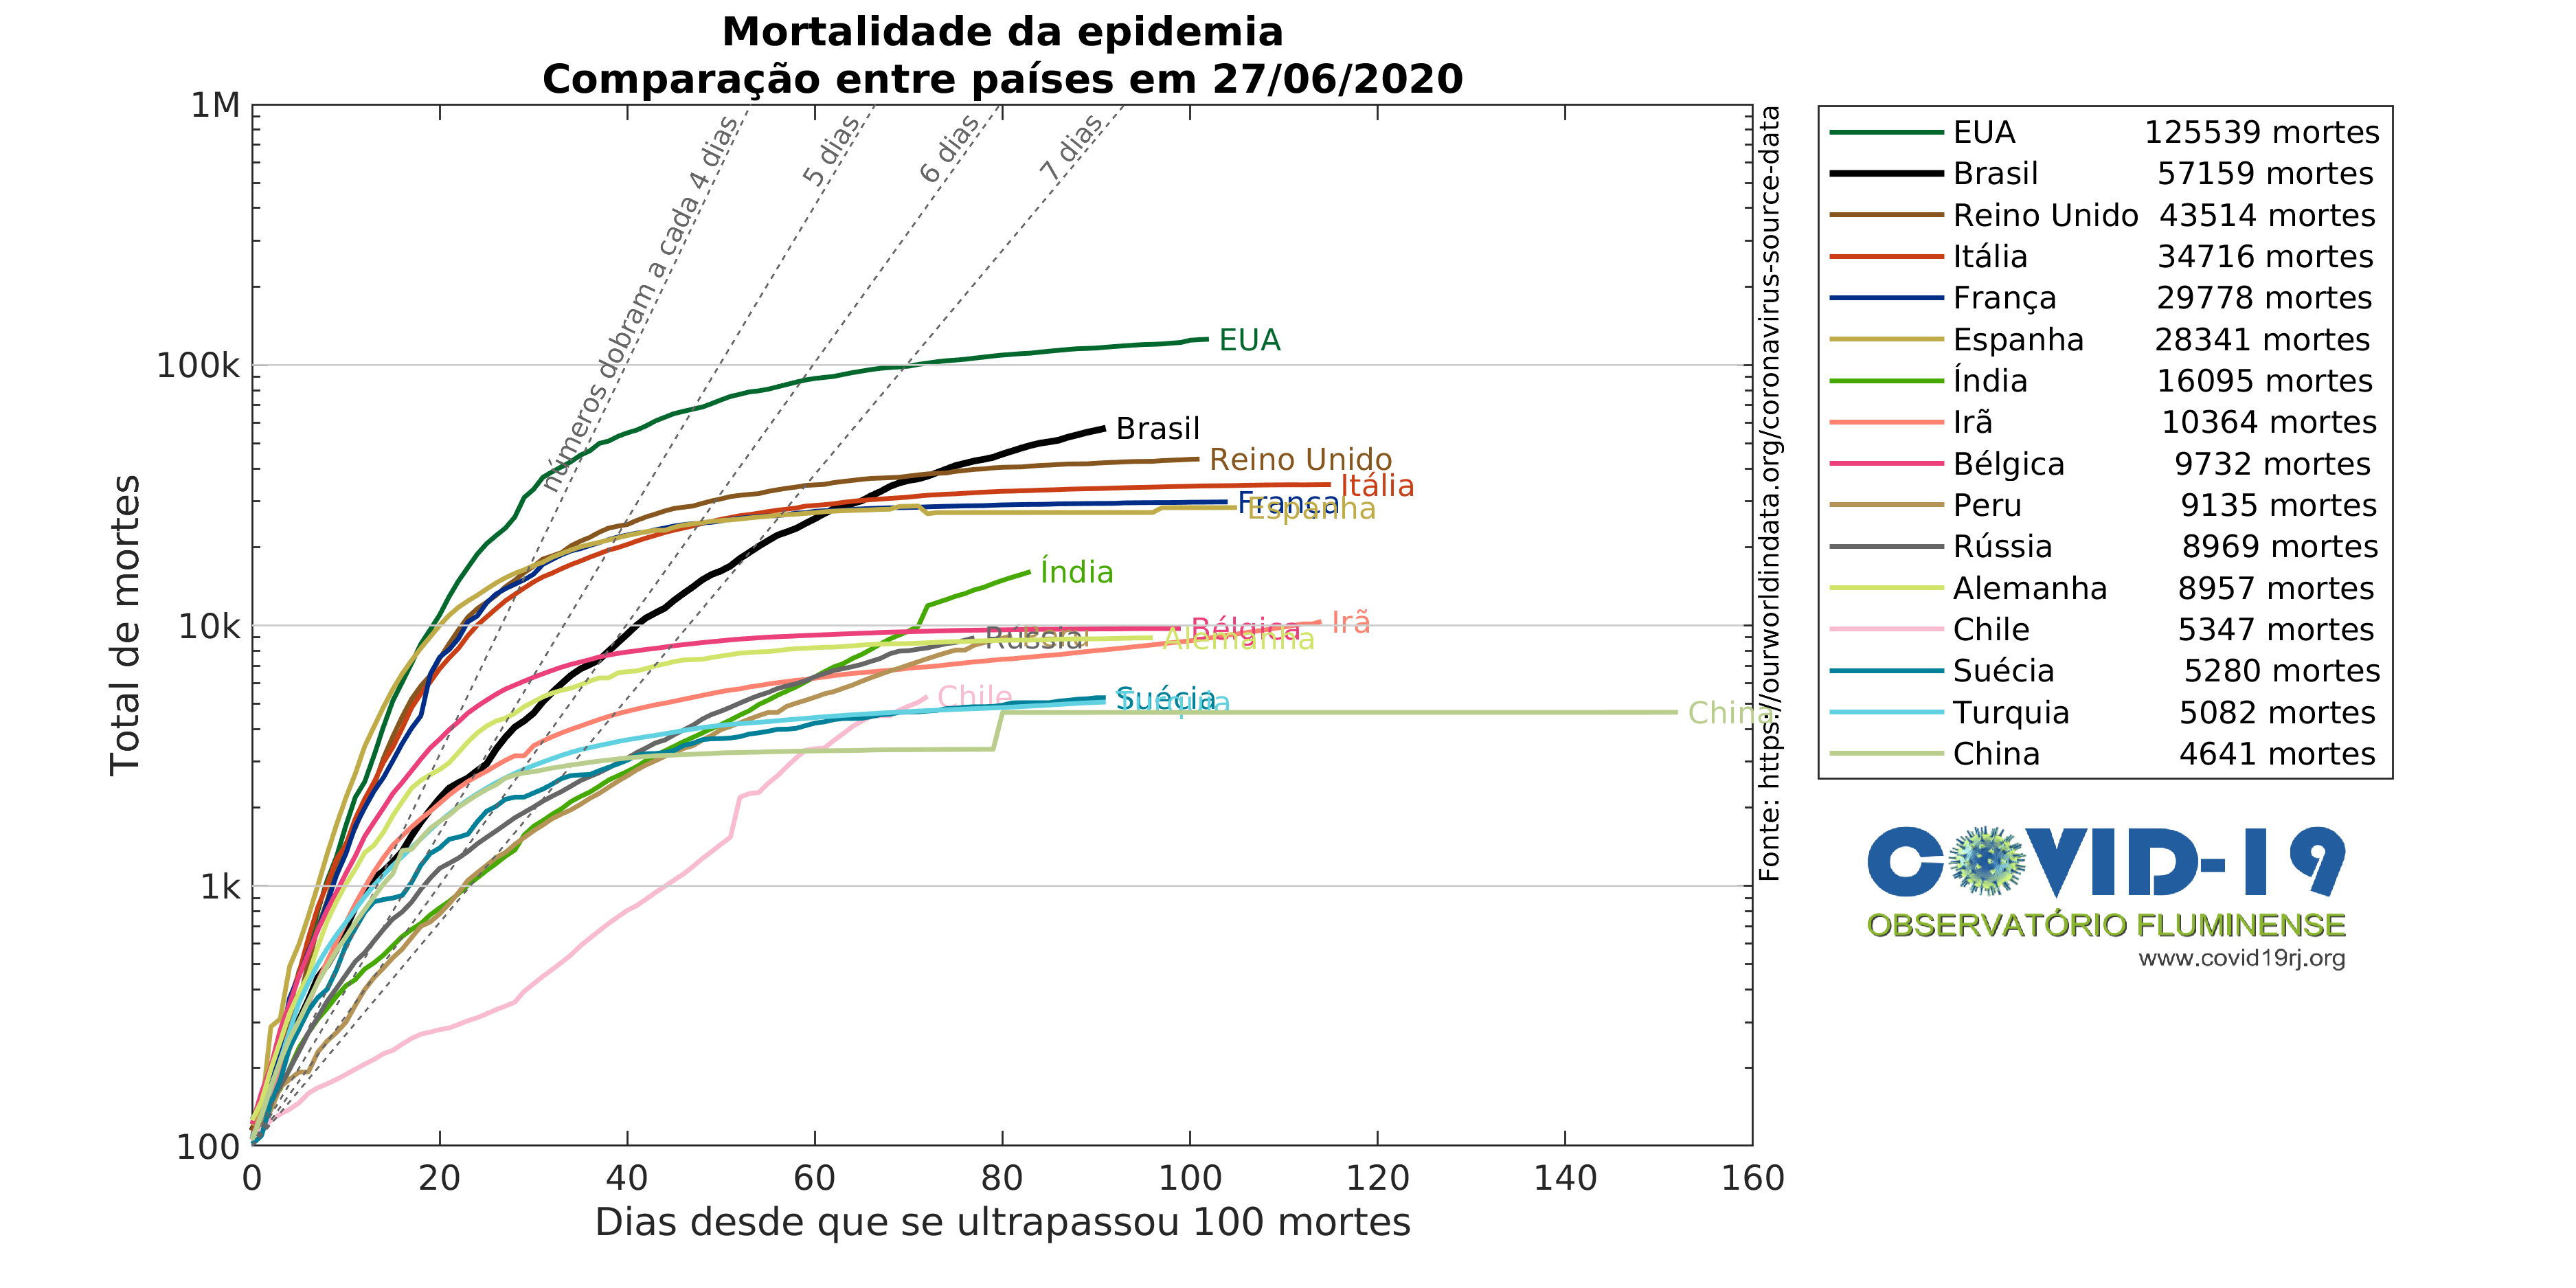 Mortalidade da epidemia
Comparação entre países em 27/06/2020
Total de mortes
1M
100k
10k
1k
100
0 20 40 60 80 100 120 140 160
Dias desde que se ultrapassou 100 mortes
números dobram a cada 4 dias
5 dias
6 dias
7 dias
EUA
Brasil
Reino Unido
Itália
França
Espanha
Índia
Irã
Bélgica
Rússia
Alemanha
Chile
Suécia
Turquia
China
Fonte: https://ourworldindata.org/coronavirus-source-data
EUA 125539 mortes
Brasil 57159 mortes
Reino Unido 43514 mortes
Itália 34716 mortes
França 29778 mortes
Espanha 28341 mortes
Índia 16095 mortes
Irã 10364 mortes
Bélgica 9732 mortes
Peru 9135 mortes
Rússia 8969 mortes
Alemanha 8957 mortes
Chile 5347 mortes
Suécia 5280 mortes
Turquia 5082 mortes
China 4641 mortes
COVID-19
OBSERVATÓRIO FLUMINENSE
www.covid19rj.org